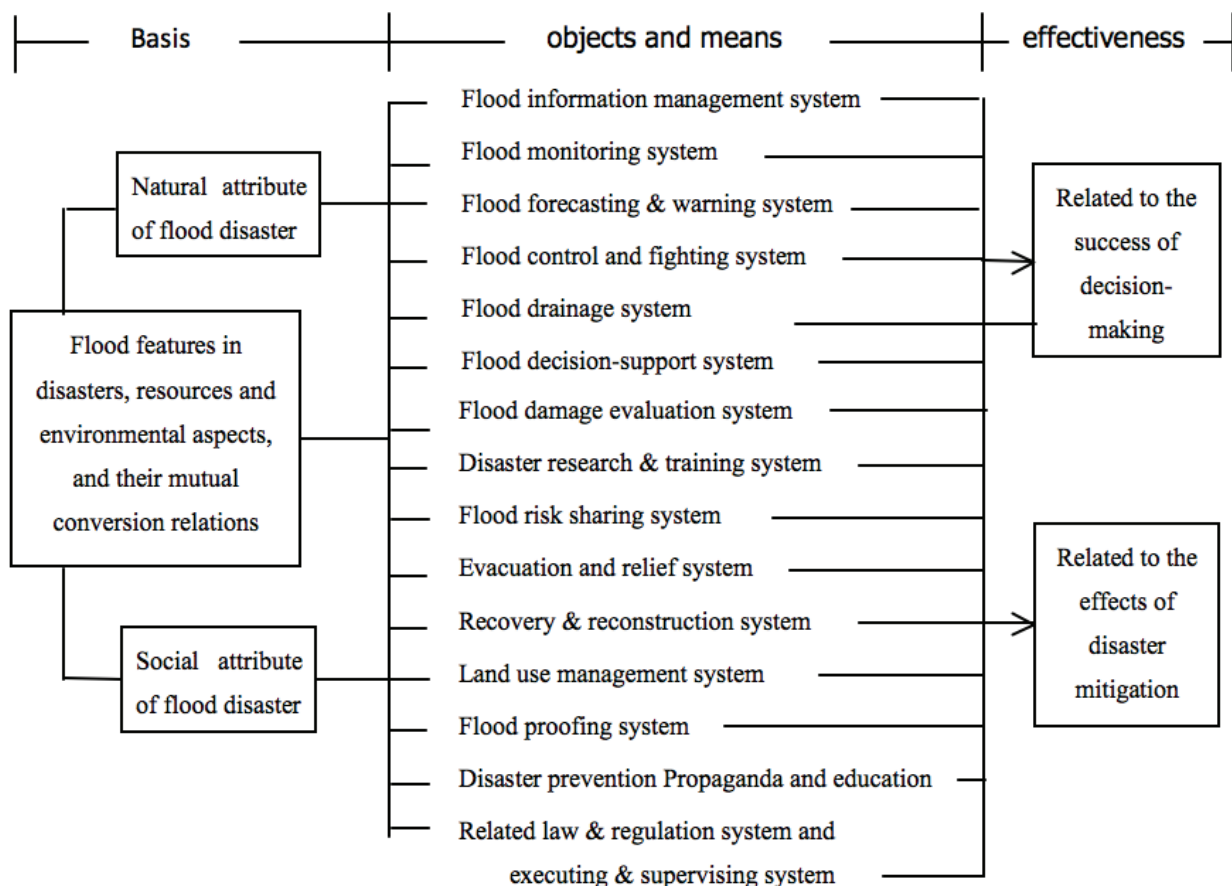 Basis
objects and means
effectiveness
Natural attribute
of flood disaster
Flood features in
disasters, resources and
environmental aspects,
and their mutual
conversion relations
Social attribute
of flood disaster
Flood information management system
Flood monitoring system
Flood forecasting & warning system
Flood control and fighting system
Flood drainage system
Flood decision-support system
Flood damage evaluation system
Disaster research & training system
Flood risk sharing system
Evacuation and relief system
Recovery & reconstruction system
Land use management system
Flood proofing system
Disaster prevention Propaganda and education
Related law & regulation system and
executing & supervising system
Related to the
success of
decision-
making
Related to the
effects of
disaster
mitigation